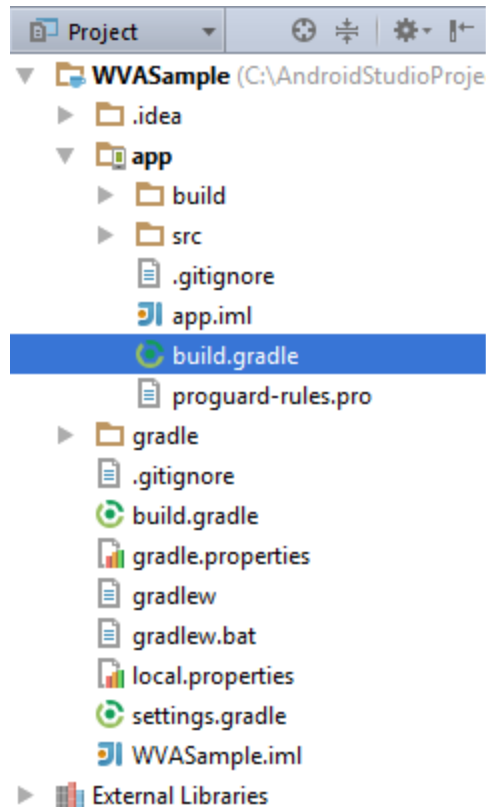 Project
WVASample (C:\AndroidStudioProje
.idea
app
build
src
.gitignore
app.iml
build.gradle
proguard-rules.pro
gradle
.gitignore
build.gradle
gradle.properties
gradlew
gradlew.bat
local.properties
settings.gradle
WVASample.iml
External Libraries